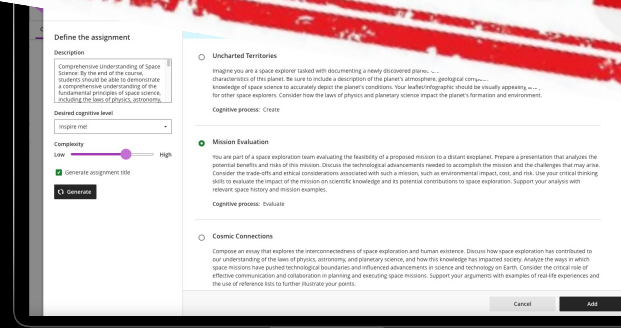 Define the assignment
Description
Comprehensive Understanding of Space
Science: By the end of the course,
students should be able to demonstrate
a comprehensive understanding of the
fundamental principles of space science,
including the laws of physics, astronomy,
Desired cognitive level
Inspire me!
Complexity
Low High
Generate assignment title
Generate
Uncharted Territories
Imagine you are a space explorer tasked with documenting a newly discovered
characteristics of this planet. Be sure to include a description of the planet's atmosphere, geological
knowledge of space science to accurately depict the planet's conditions. Your leaflet/infographic should be visually appealing
for other space explorers. Consider how the laws of physics and planetary science impact the planet's formation and environment.
Cognitive process: Create
Mission Evaluation
You are part of a space exploration team evaluating the feasibility of a proposed mission to a distant exoplanet. Prepare a presentation that analyzes the
potential benefits and risks of this mission. Discuss the technological advancements needed to accomplish the mission and the challenges that may arise.
Consider the trade-offs and ethical considerations associated with such a mission, such as environmental impact, cost, and risk. Use your critical thinking
skills to evaluate the impact of the mission on scientific knowledge and its potential contributions to space exploration. Support your analysis with
relevant space history and mission examples.
Cognitive process: Evaluate
Cosmic Connections
Compose an essay that explores the interconnectedness of space exploration and human existence. Discuss how space exploration has contributed to
our understanding of the laws of physics, astronomy, and planetary science, and how this knowledge has impacted society. Analyze the ways in which
space missions have pushed technological boundaries and influenced advancements in science and technology on Earth. Consider the critical role of
effective communication and collaboration in planning and executing space missions. Support your arguments with examples of real-life experiences and
the use of reference lists to further illustrate your points.
Cancel Add